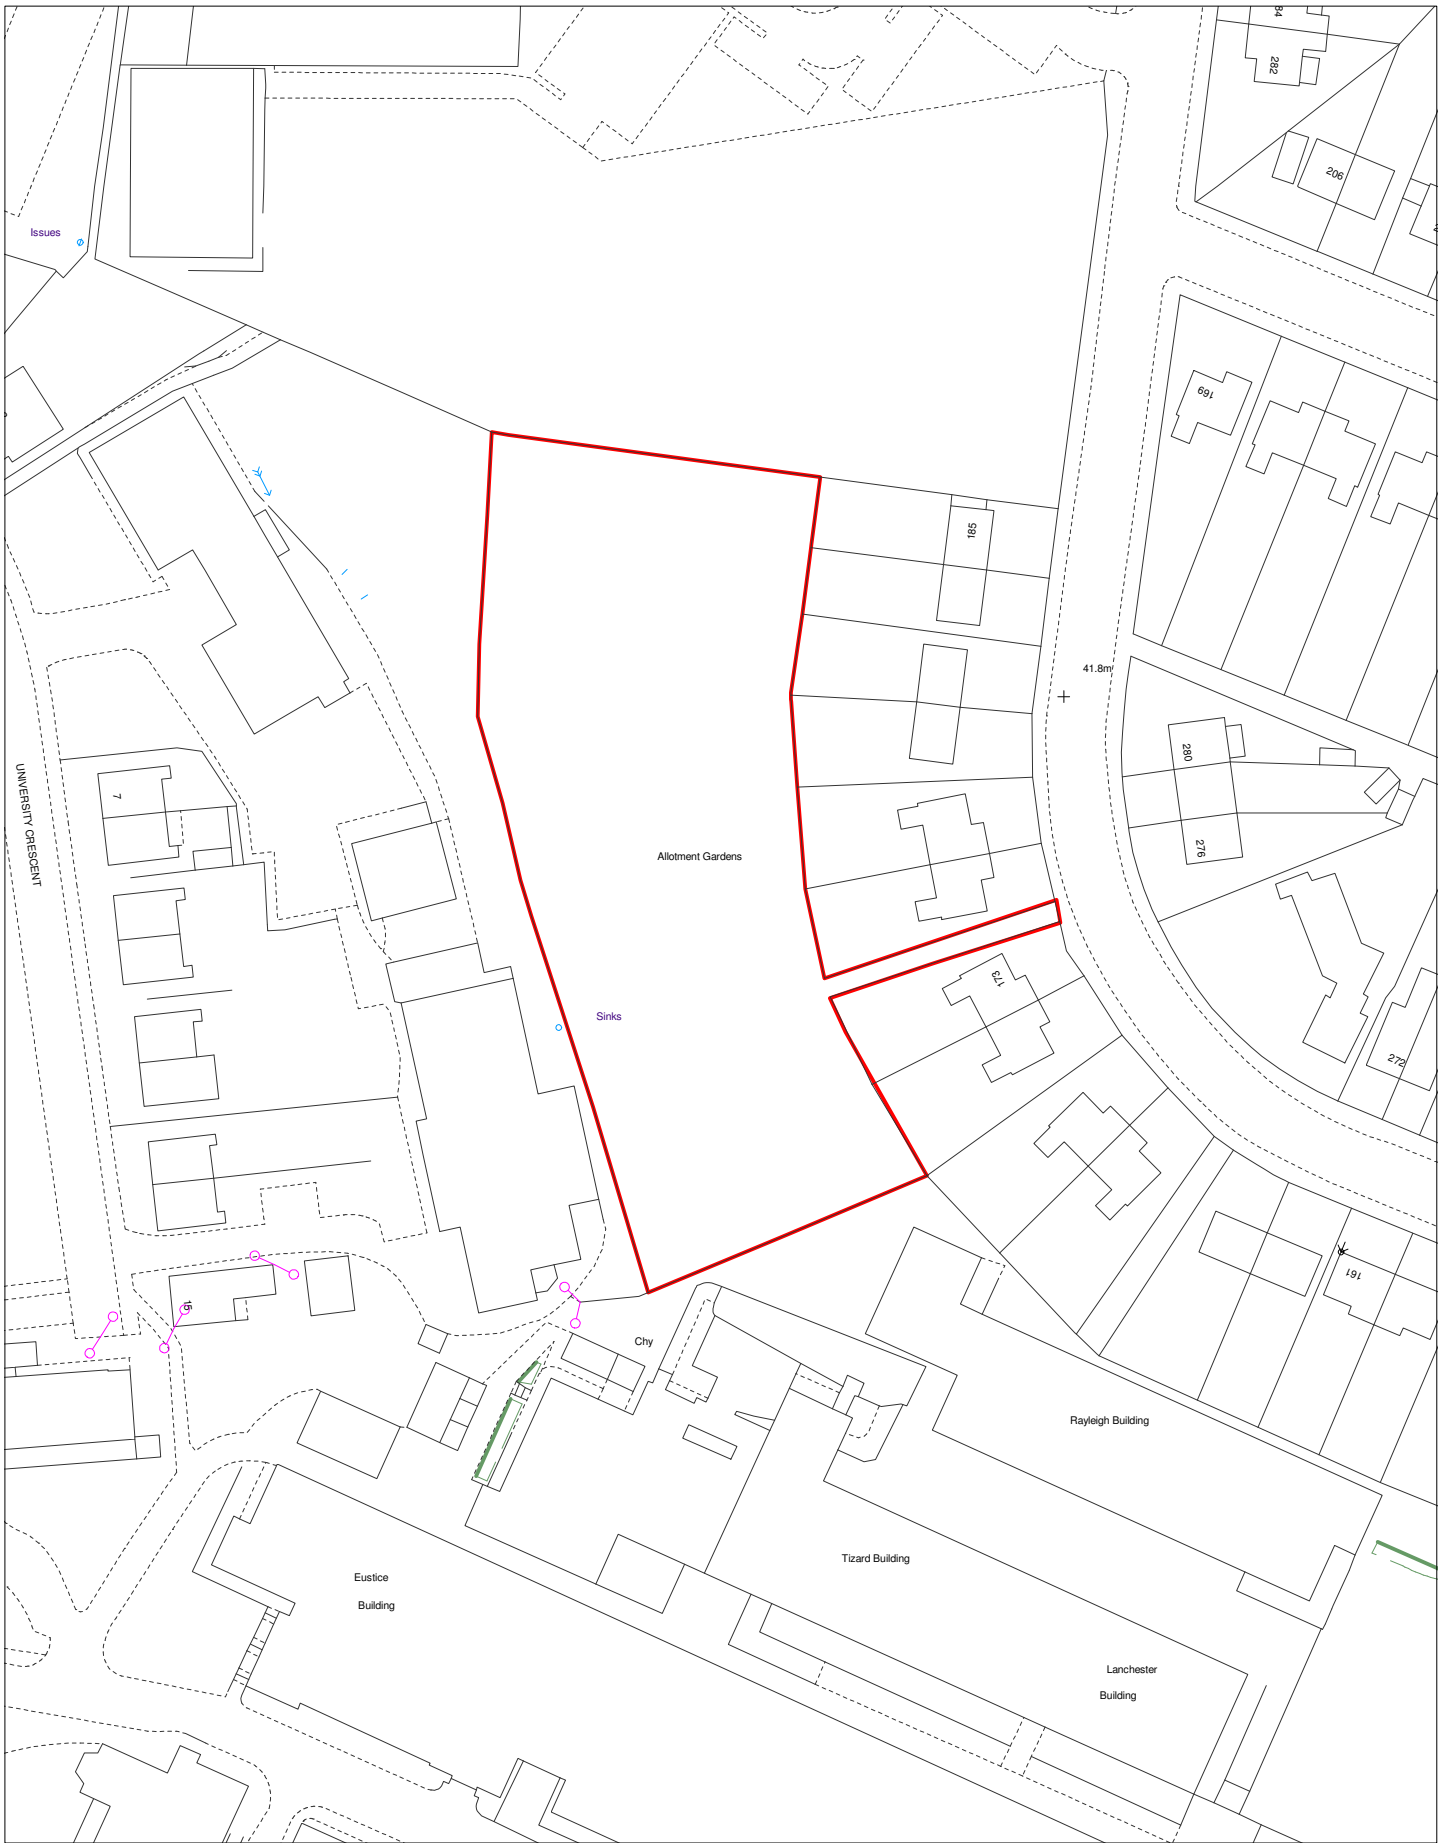 282
206
Issues
169
185
41.8m
280
7
UNIVERSITY CRESCENT
276
Allotment Gardens
173
Sinks
272
161
15
Chy
Rayleigh Building
Tizard Building
Eustice
Building
Lanchester
Building